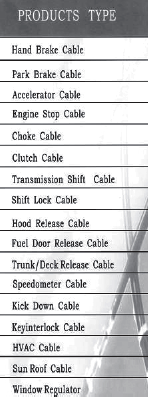 PRODUCTS TYPE
Hand Brake Cable
Park Brake Cable
Accelerator Cable
Engine Stop Cable
Choke Cable
Clutch Cable
Transmission Shift Cable
Shift Lock Cable
Hood Release Cable
Fuel Door Release Cable
Trunk/Deck Release Cable
Speedometer Cable
Kick Down Cable
Keyinterlock Cable
HVAC Cable
Sun Roof Cable
Window Regulator